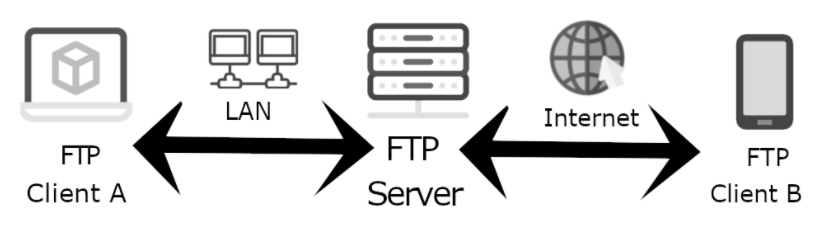 LAN
Internet
FTP
Client A
FTP
Server
FTP
Client B